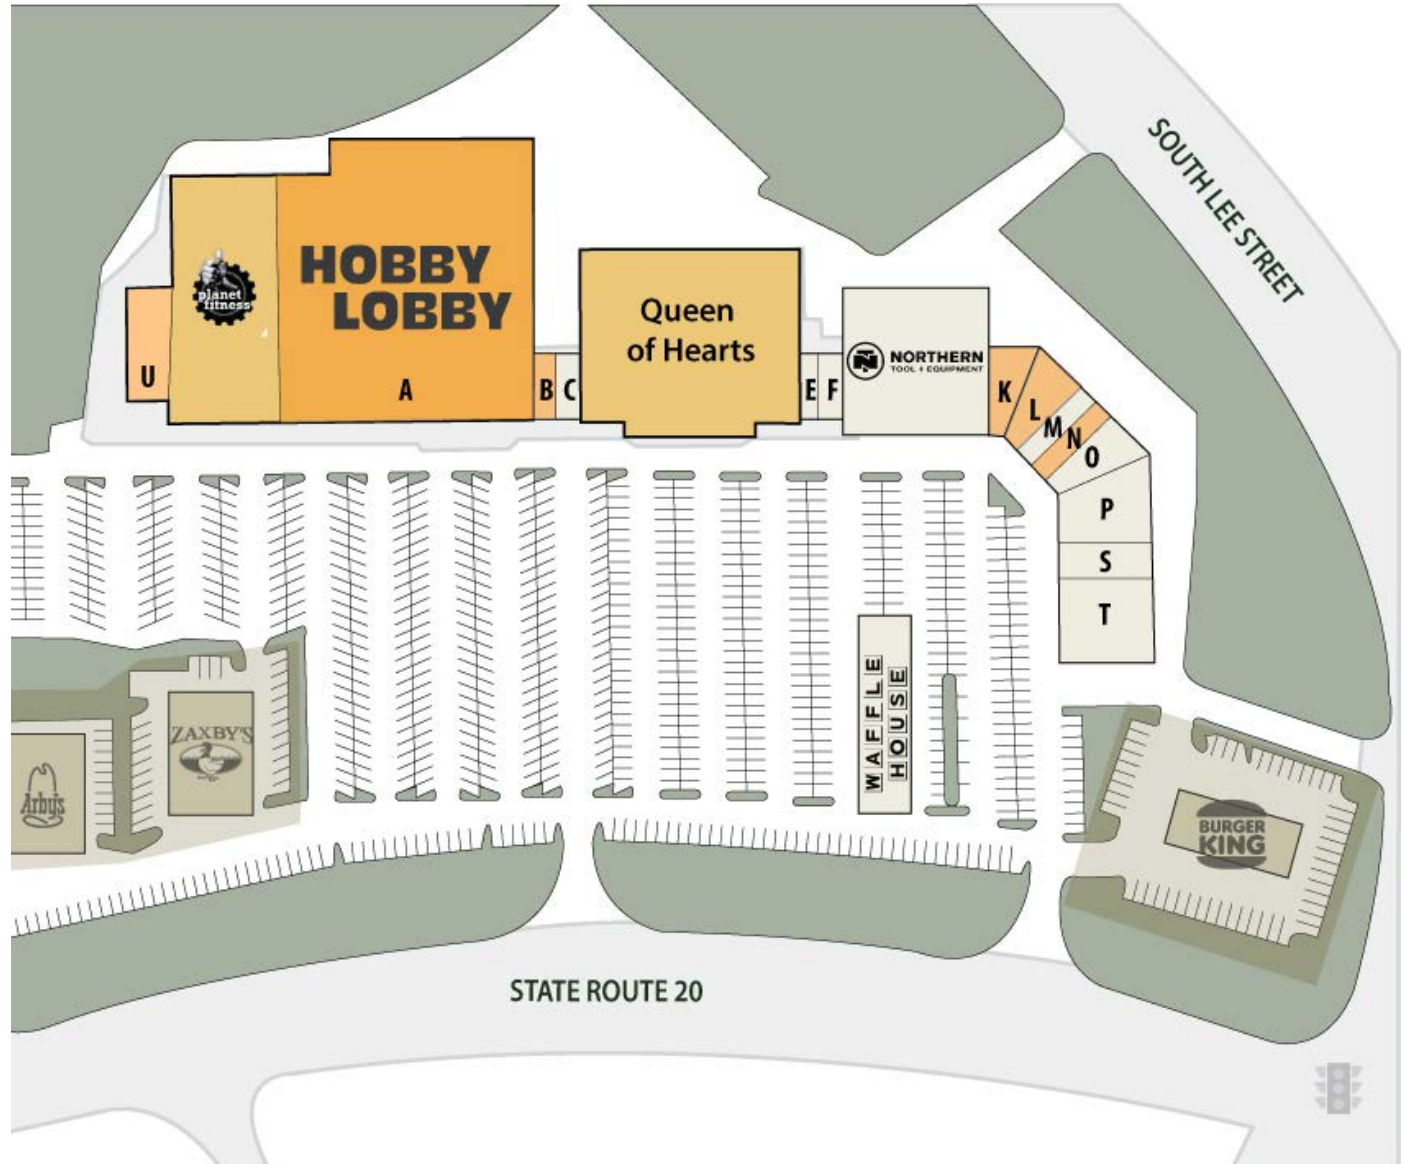 SOUTH LEE STREET
planet
fitness
HOBBY
LOBBY
Queen
of Hearts
NORTHERN
TOOL + EQUIPMENT
U
A
B
C
E
F
K
L
M
N
O
P
S
T
WAFFLE
HOUSE
ZAXBY'S
Arby's
BURGER
KING
STATE ROUTE 20